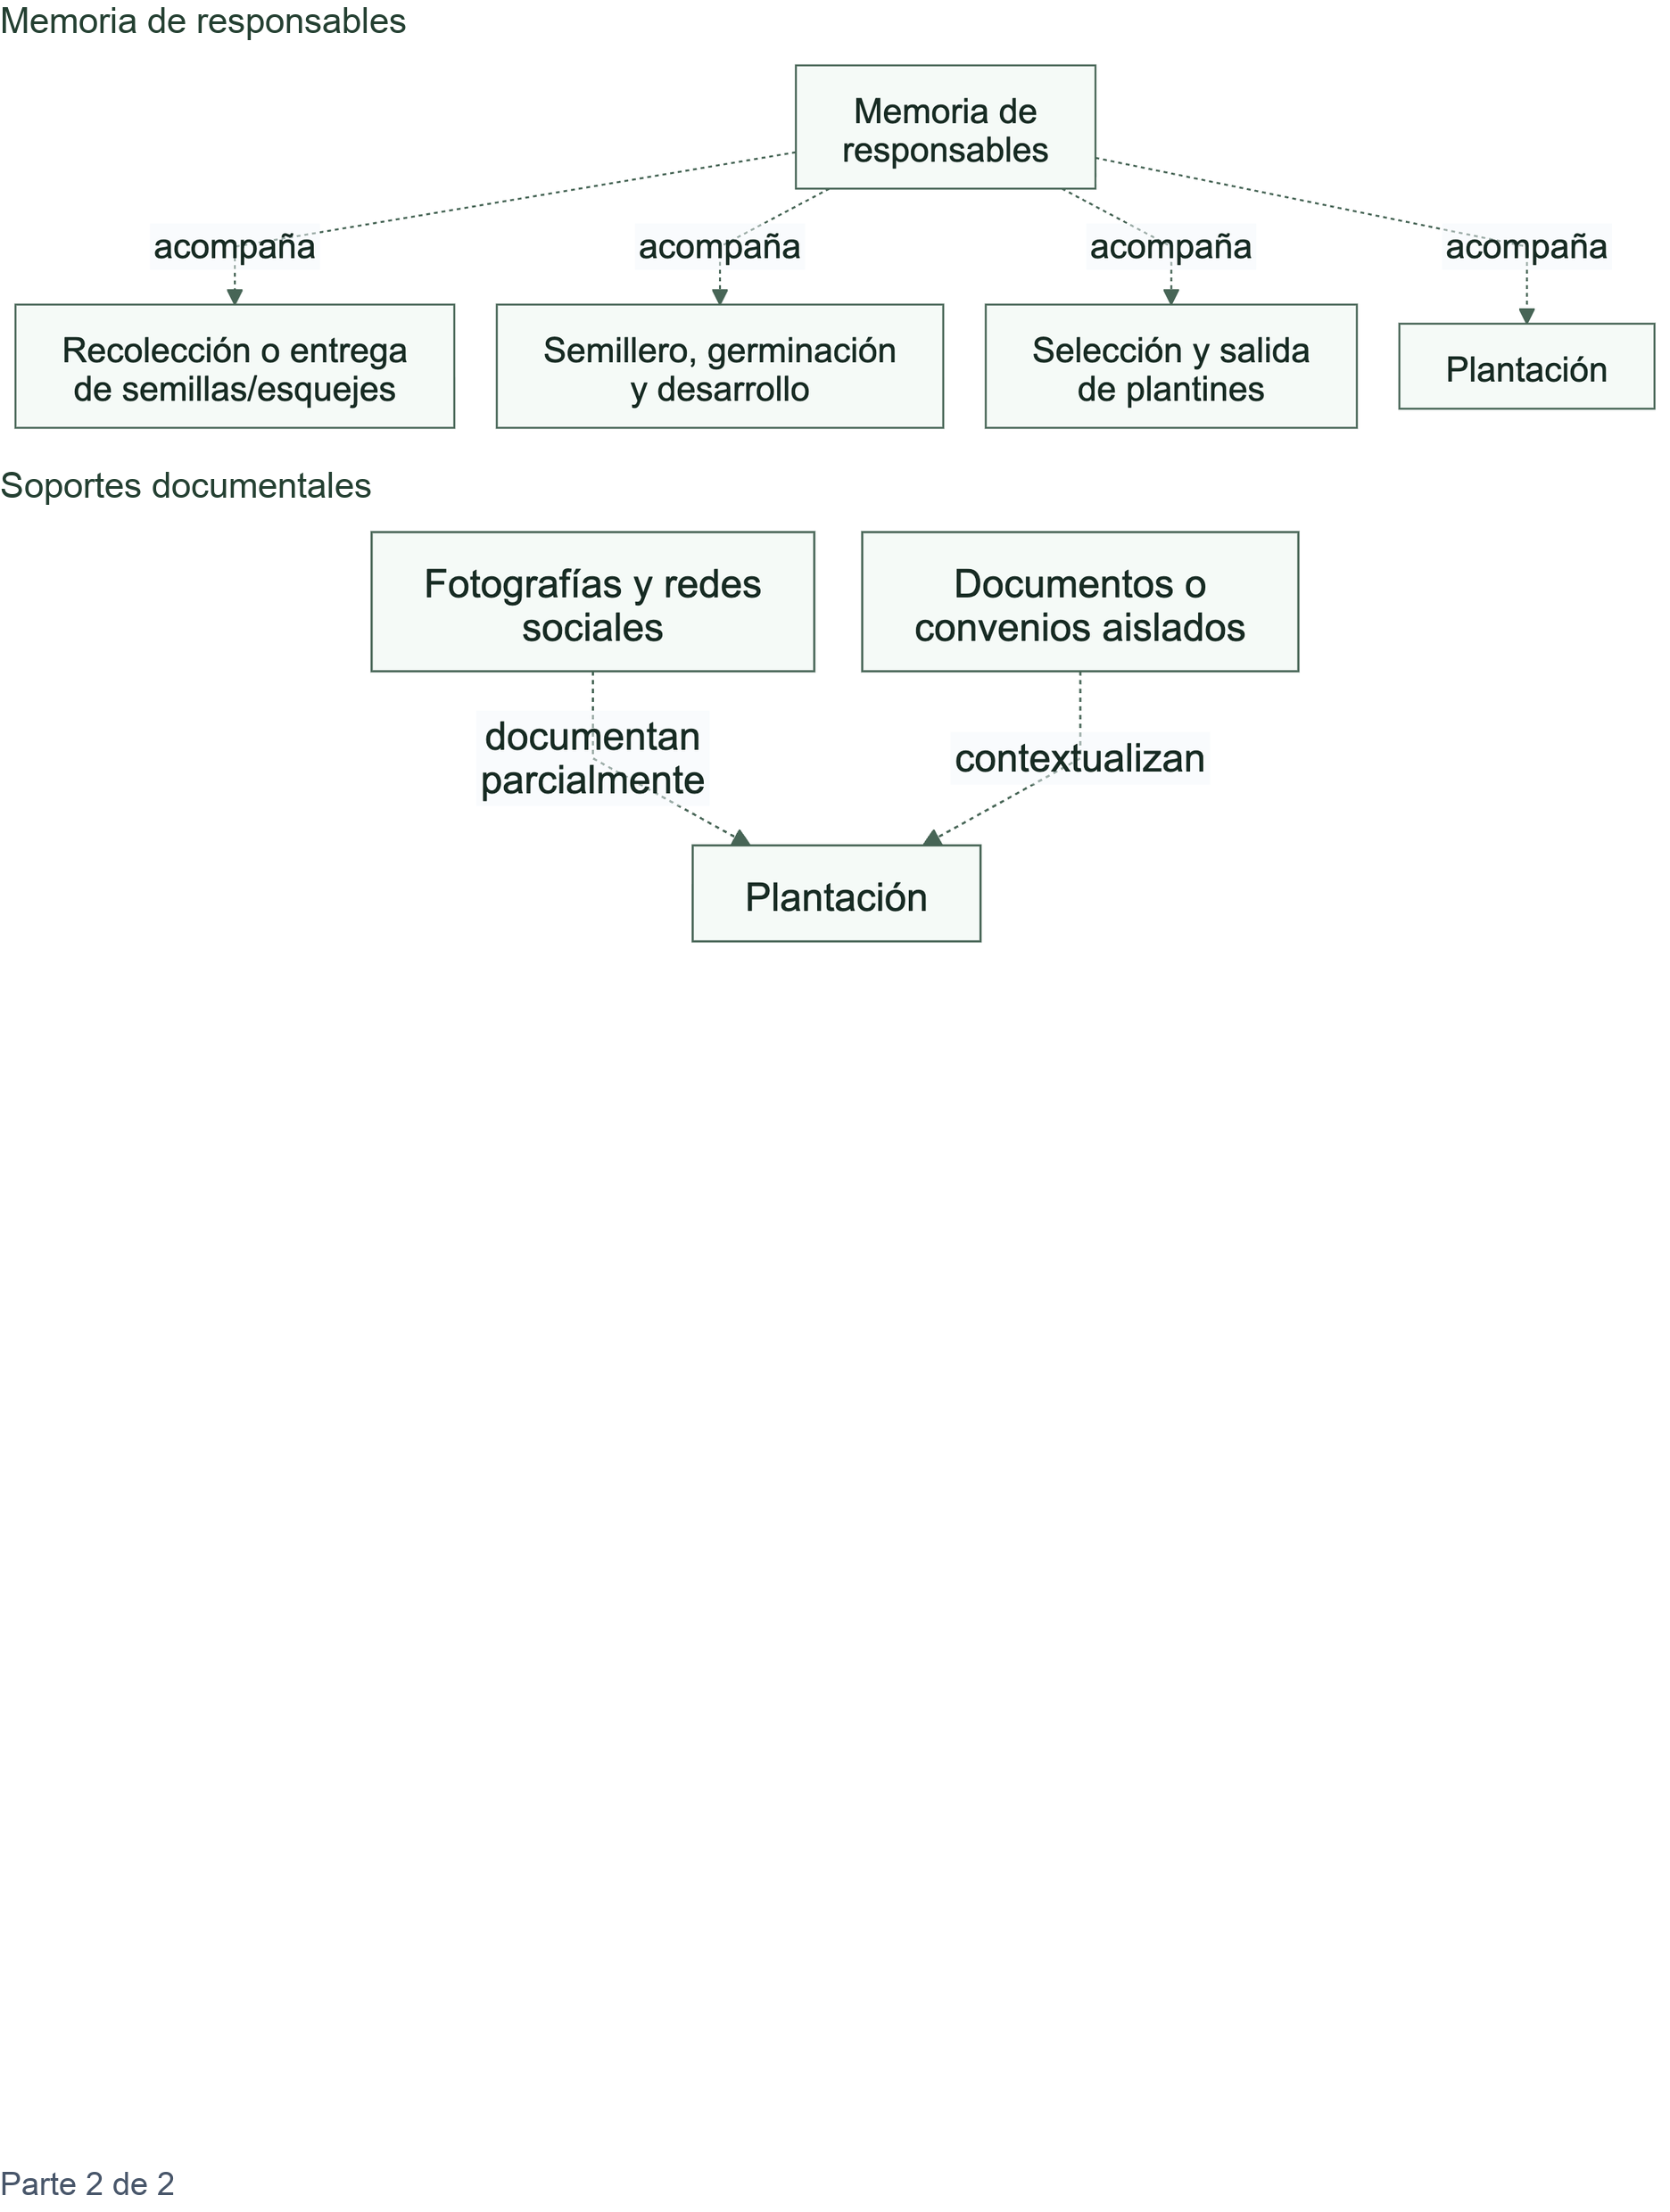 Memoria de responsables
Memoria de
responsables
acompaña
acompaña
acompaña
acompaña
Recolección o entrega
de semillas/esquejes
Semillero, germinación
y desarrollo
Selección y salida
de plantines
Plantación
Soportes documentales
Fotografías y redes
sociales
Documentos o
convenios aislados
documentan
parcialmente
contextualizan
Plantación
Parte 2 de 2